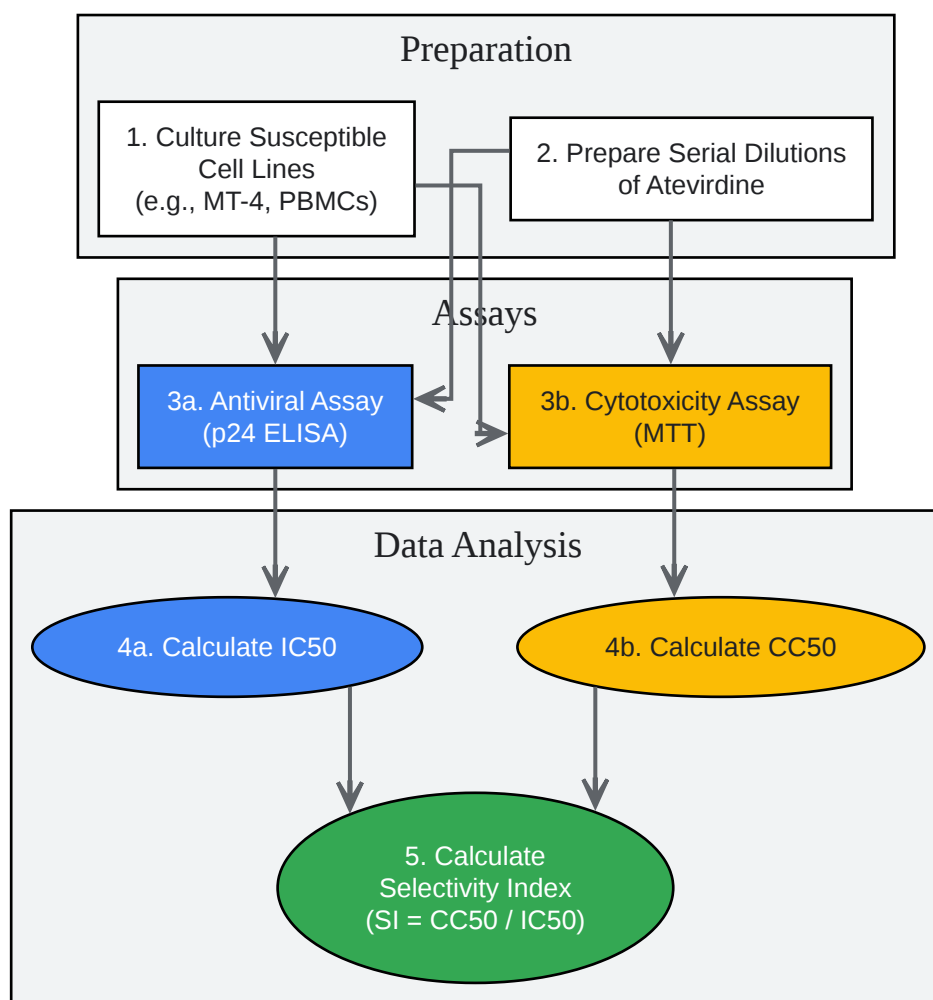 Preparation
1. Culture Susceptible
Cell Lines
(e.g., MT-4, PBMCs)
2. Prepare Serial Dilutions
of Atevirdine
Assays
3a. Antiviral Assay
(p24 ELISA)
3b. Cytotoxicity Assay
(MTT)
Data Analysis
4a. Calculate IC50
4b. Calculate CC50
5. Calculate
Selectivity Index
(SI = CC50 / IC50)